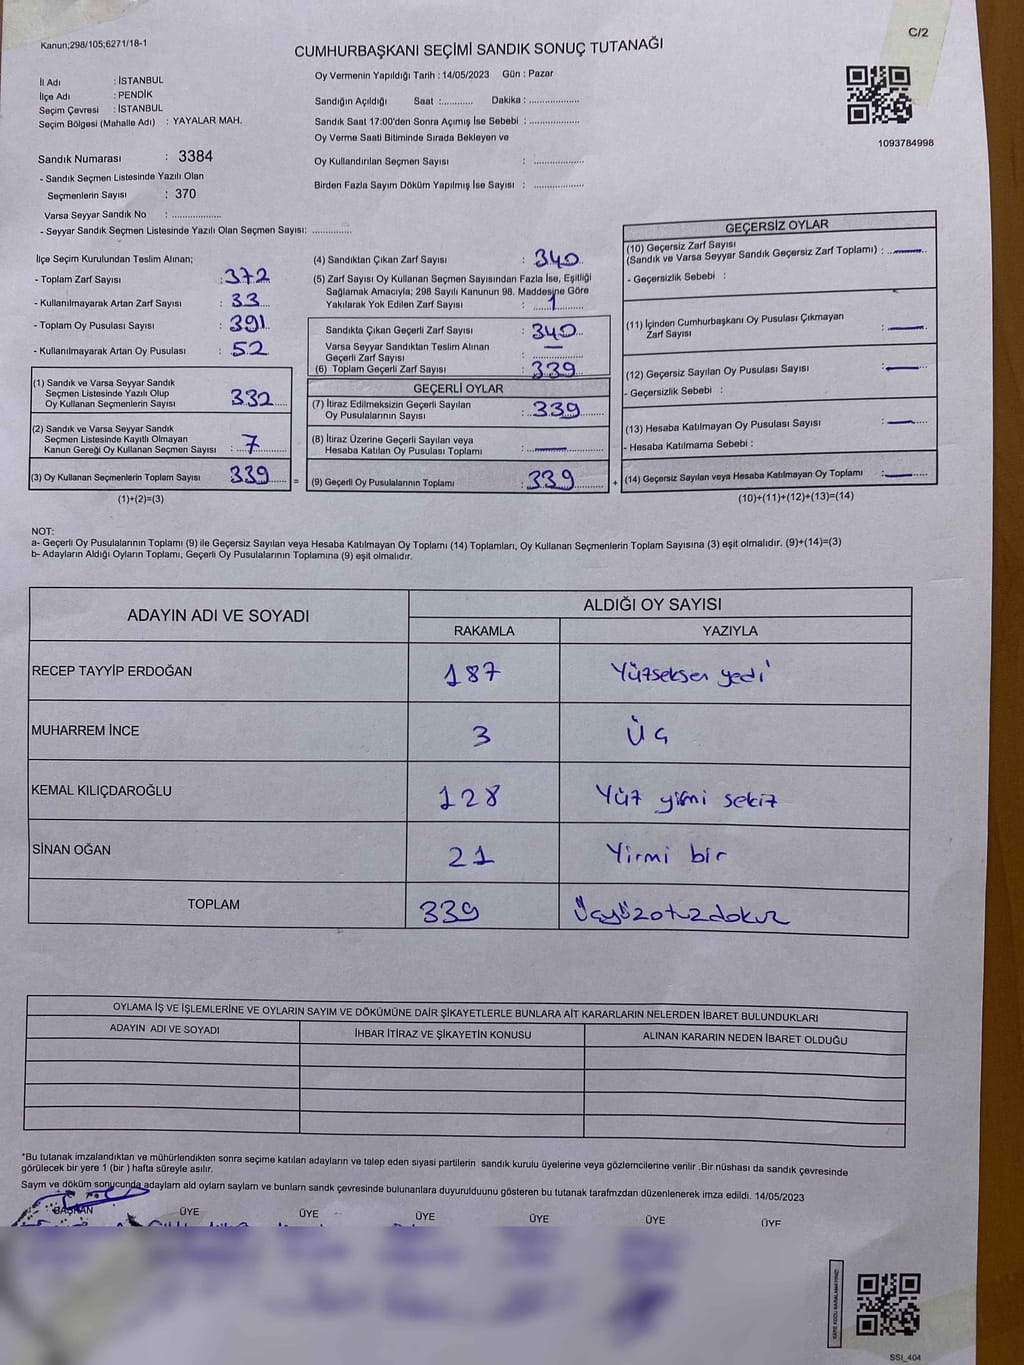 Kanun;298/105;6271/18-1
C/2
CUMHURBAŞKANI SEÇİMİ SANDIK SONUÇ TUTANAĞI
İl Adı : İSTANBUL
İlçe Adı : PENDİK
Seçim Çevresi : İSTANBUL
Seçim Bölgesi (Mahalle Adı) : YAYALAR MAH.
Oy Vermenin Yapıldığı Tarih : 14/05/2023 Gün : Pazar
Sandığın Açıldığı Saat :........... Dakika : ...................
Sandık Saat 17:00'den Sonra Açımış İse Sebebi : ...................
Oy Verme Saati Bitiminde Sırada Bekleyen ve
Oy Kullandırılan Seçmen Sayısı : ...................
Birden Fazla Sayım Döküm Yapılmış İse Sayısı : ...................
1093784998
Sandık Numarası : 3384
- Sandık Seçmen Listesinde Yazılı Olan
Seçmenlerin Sayısı : 370
Varsa Seyyar Sandık No : ...................
- Seyyar Sandık Seçmen Listesinde Yazılı Olan Seçmen Sayısı: ...............
İlçe Seçim Kurulundan Teslim Alınan;
- Toplam Zarf Sayısı : 372
- Kullanılmayarak Artan Zarf Sayısı : 33
- Toplam Oy Pusulası Sayısı : 391
- Kullanılmayarak Artan Oy Pusulası : 52
(1) Sandık ve Varsa Seyyar Sandık
Seçmen Listesinde Yazılı Olup
Oy Kullanan Seçmenlerin Sayısı 332
(2) Sandık ve Varsa Seyyar Sandık
Seçmen Listesinde Kayıtlı Olmayan
Kanun Gereği Oy Kullanan Seçmen Sayısı : 7
(3) Oy Kullanan Seçmenlerin Toplam Sayısı 339
(1)+(2)=(3)
(4) Sandıktan Çıkan Zarf Sayısı : 340
(5) Zarf Sayısı Oy Kullanan Seçmen Sayısından Fazla İse, Eşitliği
Sağlamak Amacıyla; 298 Sayılı Kanunun 98. Maddesine Göre
Yakılarak Yok Edilen Zarf Sayısı : 1
Sandıkta Çıkan Geçerli Zarf Sayısı : 340
Varsa Seyyar Sandıktan Teslim Alınan
Geçerli Zarf Sayısı : —
(6) Toplam Geçerli Zarf Sayısı : 339
GEÇERLİ OYLAR
(7) İtiraz Edilmeksizin Geçerli Sayılan
Oy Pusulalarının Sayısı : 339
(8) İtiraz Üzerine Geçerli Sayılan veya
Hesaba Katılan Oy Pusulası Toplamı : —
= (9) Geçerli Oy Pusulalarının Toplamı : 339 +
GEÇERSİZ OYLAR
(10) Geçersiz Zarf Sayısı
(Sandık ve Varsa Seyyar Sandık Geçersiz Zarf Toplamı) : —
- Geçersizlik Sebebi :
(11) İçinden Cumhurbaşkanı Oy Pusulası Çıkmayan
Zarf Sayısı : —
(12) Geçersiz Sayılan Oy Pusulası Sayısı : —
- Geçersizlik Sebebi :
(13) Hesaba Katılmayan Oy Pusulası Sayısı : —
- Hesaba Katılmama Sebebi :
(14) Geçersiz Sayılan veya Hesaba Katılmayan Oy Toplamı : —
(10)+(11)+(12)+(13)=(14)
NOT:
a- Geçerli Oy Pusulalarının Toplamı (9) ile Geçersiz Sayılan veya Hesaba Katılmayan Oy Toplamı (14) Toplamları, Oy Kullanan Seçmenlerin Toplam Sayısına (3) eşit olmalıdır. (9)+(14)=(3)
b- Adayların Aldığı Oyların Toplamı, Geçerli Oy Pusulalarının Toplamına (9) eşit olmalıdır.
ADAYIN ADI VE SOYADI ALDIĞI OY SAYISI
RAKAMLA YAZIYLA
RECEP TAYYİP ERDOĞAN 187 Yüzseksen yedi
MUHARREM İNCE 3 Üç
KEMAL KILIÇDAROĞLU 128 Yüz yirmi sekiz
SİNAN OĞAN 21 Yirmi bir
TOPLAM 339 Üçyüzotuzdokuz
OYLAMA İŞ VE İŞLEMLERİNE VE OYLARIN SAYIM VE DÖKÜMÜNE DAİR ŞİKAYETLERLE BUNLARA AİT KARARLARIN NELERDEN İBARET BULUNDUKLARI
ADAYIN ADI VE SOYADI İHBAR İTİRAZ VE ŞİKAYETİN KONUSU ALINAN KARARIN NEDEN İBARET OLDUĞU
*Bu tutanak imzalandıktan ve mühürlendikten sonra seçime katılan adayların ve talep eden siyasi partilerin sandık kurulu üyelerine veya gözlemcilerine verilir .Bir nüshası da sandık çevresinde
görülecek bir yere 1 (bir ) hafta süreyle asılır.
Sayım ve döküm sonucunda adaylam ald oylarn saylarn ve bunlarn sandk çevresinde bulunanlara duyurulduunu gösteren bu tutanak tarafmzdan düzenlenerek imza edildi. 14/05/2023
BAŞKAN ÜYE ÜYE ÜYE ÜYE ÜYE ÜYE
SSI_404